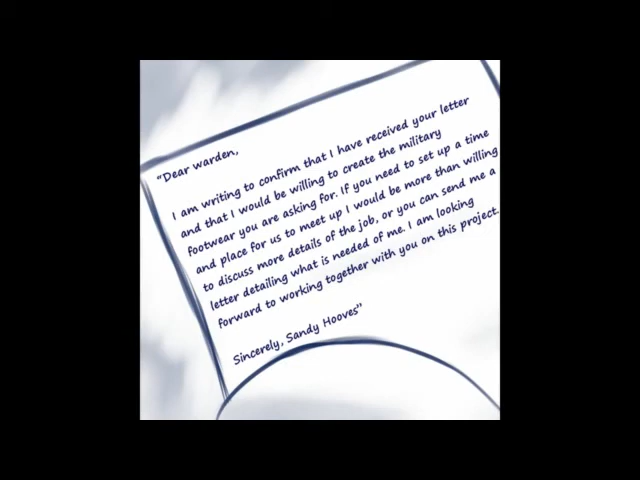 "Dear warden,
I am writing to confirm that I have received your letter
and that I would be willing to create the military
footwear you are asking for. If you need to set up a time
and place for us to meet up I would be more than willing
to discuss more details of the job, or you can send me a
letter detailing what is needed of me. I am looking
forward to working together with you on this project.
Sincerely, Sandy Hooves"